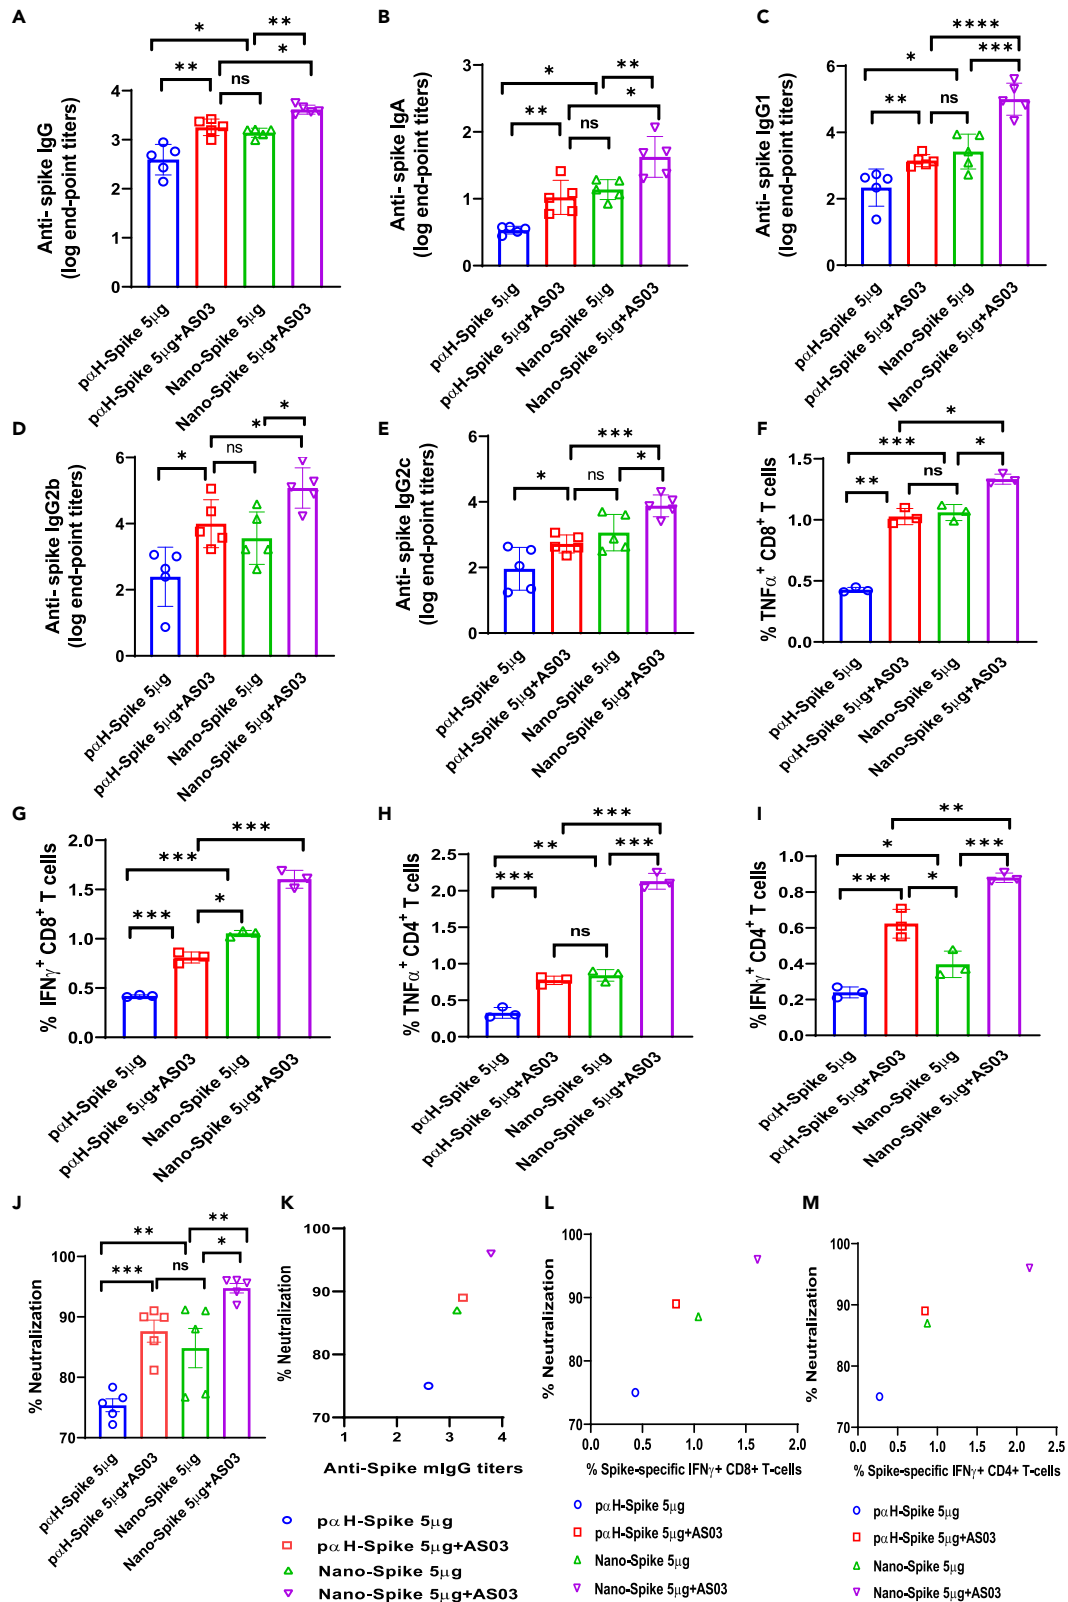 A
Anti- spike IgG
(log end-point titers)
4
3
2
1
0
*
**
**
*
ns
pαH-Spike 5μg
pαH-Spike 5μg+AS03
Nano-Spike 5μg
Nano-Spike 5μg+AS03
B
Anti- spike IgA
(log end-point titers)
3
2
1
0
*
**
**
*
ns
pαH-Spike 5μg
pαH-Spike 5μg+AS03
Nano-Spike 5μg
Nano-Spike 5μg+AS03
C
Anti- spike IgG1
(log end-point titers)
6
4
2
0
****
*
***
**
ns
pαH-Spike 5μg
pαH-Spike 5μg+AS03
Nano-Spike 5μg
Nano-Spike 5μg+AS03
D
Anti- spike IgG2b
(log end-point titers)
6
4
2
0
*
*
*
ns
pαH-Spike 5μg
pαH-Spike 5μg+AS03
Nano-Spike 5μg
Nano-Spike 5μg+AS03
E
Anti- spike IgG2c
(log end-point titers)
6
4
2
0
***
*
ns
*
pαH-Spike 5μg
pαH-Spike 5μg+AS03
Nano-Spike 5μg
Nano-Spike 5μg+AS03
F
% TNFα+ CD8+ T cells
1.5
1.0
0.5
0.0
*
***
*
**
ns
pαH-Spike 5μg
pαH-Spike 5μg+AS03
Nano-Spike 5μg
Nano-Spike 5μg+AS03
G
% IFNγ+ CD8+ T cells
2.0
1.5
1.0
0.5
0.0
***
***
***
*
pαH-Spike 5μg
pαH-Spike 5μg+AS03
Nano-Spike 5μg
Nano-Spike 5μg+AS03
H
% TNFα+ CD4+ T cells
2.5
2.0
1.5
1.0
0.5
0.0
***
**
***
***
ns
pαH-Spike 5μg
pαH-Spike 5μg+AS03
Nano-Spike 5μg
Nano-Spike 5μg+AS03
I
% IFNγ+ CD4+ T cells
1.0
0.8
0.6
0.4
0.2
0.0
**
*
***
***
*
pαH-Spike 5μg
pαH-Spike 5μg+AS03
Nano-Spike 5μg
Nano-Spike 5μg+AS03
J
% Neutralization
100
90
80
70
**
**
***
ns
*
pαH-Spike 5μg
pαH-Spike 5μg+AS03
Nano-Spike 5μg
Nano-Spike 5μg+AS03
K
% Neutralization
100
95
90
85
80
75
70
1
2
3
4
Anti-Spike mIgG titers
pαH-Spike 5μg
pαH-Spike 5μg+AS03
Nano-Spike 5μg
Nano-Spike 5μg+AS03
L
% Neutralization
100
95
90
85
80
75
70
0.0
0.5
1.0
1.5
2.0
% Spike-specific IFNγ+ CD8+ T-cells
pαH-Spike 5μg
pαH-Spike 5μg+AS03
Nano-Spike 5μg
Nano-Spike 5μg+AS03
M
% Neutralization
100
95
90
85
80
75
70
0.0
0.5
1.0
1.5
2.0
2.5
% Spike-specific IFNγ+ CD4+ T-cells
pαH-Spike 5μg
pαH-Spike 5μg+AS03
Nano-Spike 5μg
Nano-Spike 5μg+AS03